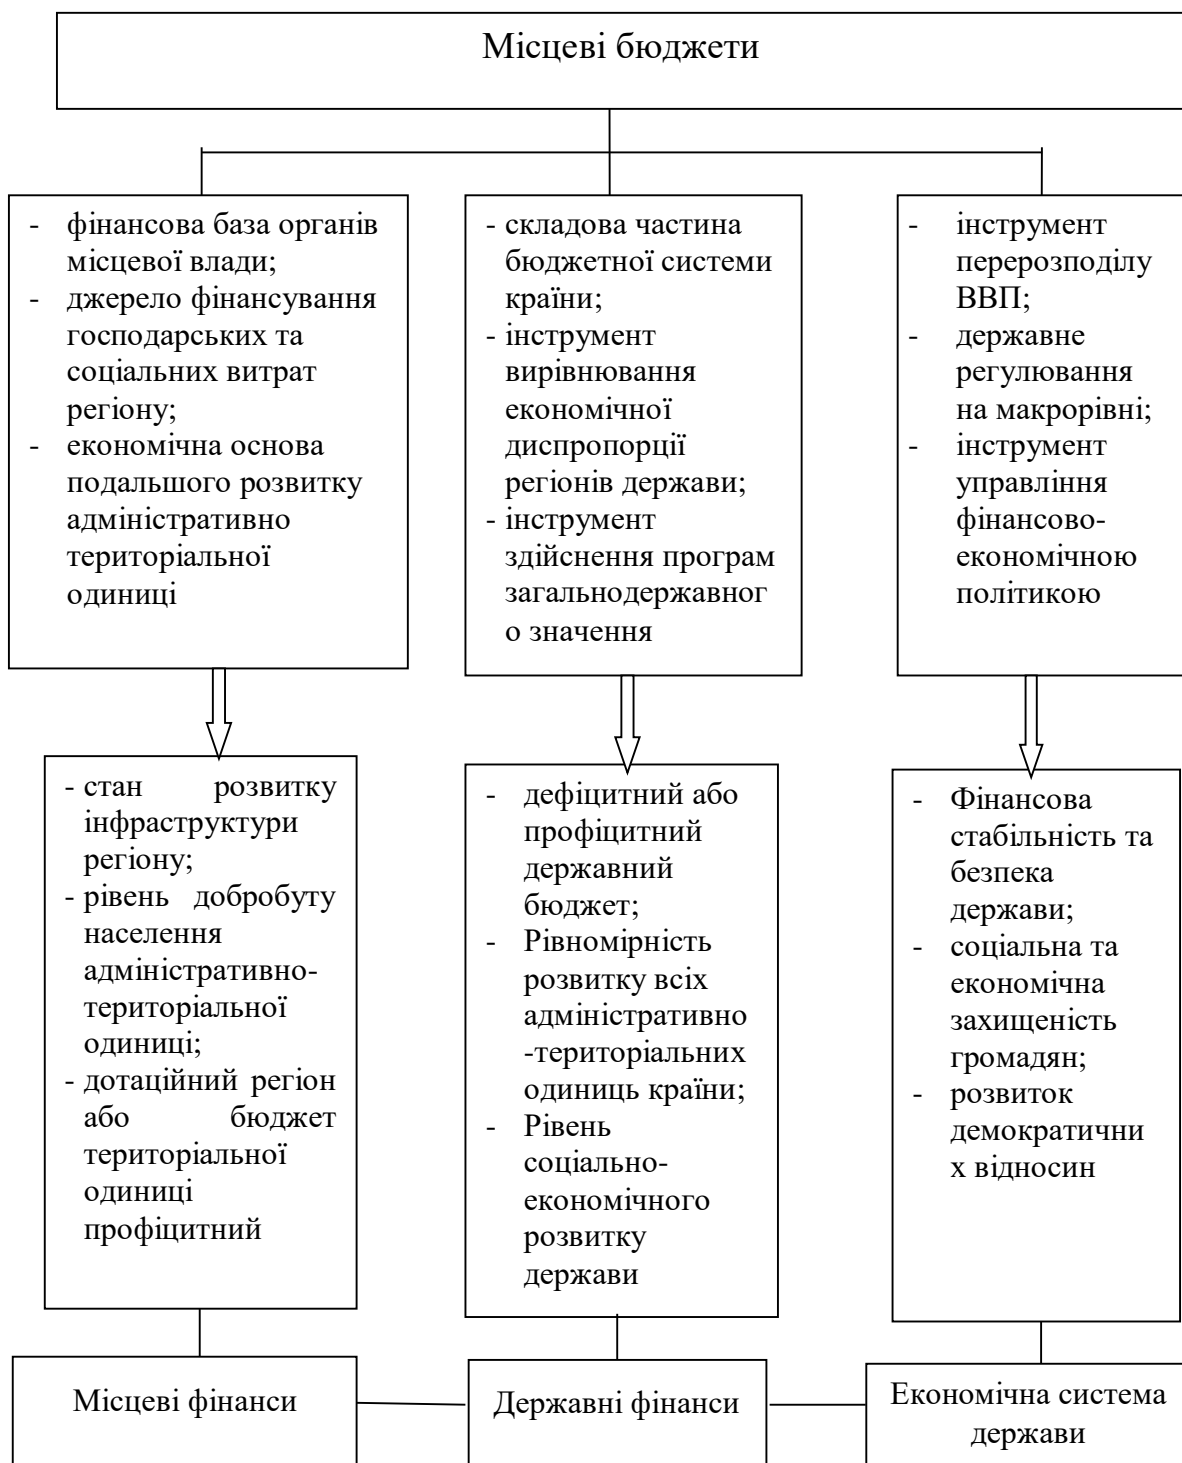 Місцеві бюджети
- фінансова база органів
місцевої влади;
- джерело фінансування
господарських та
соціальних витрат
регіону;
- економічна основа
подальшого розвитку
адміністративно
територіальної
одиниці
- складова частина
бюджетної системи
країни;
- інструмент
вирівнювання
економічної
диспропорції
регіонів держави;
- інструмент
здійснення програм
загальнодержавног
о значення
- інструмент
перерозподілу
ВВП;
- державне
регулювання
на макрорівні;
- інструмент
управління
фінансово-
економічною
політикою
- стан розвитку
інфраструктури
регіону;
- рівень добробуту
населення
адміністративно-
територіальної
одиниці;
- дотаційний регіон
або бюджет
територіальної
одиниці
профіцитний
- дефіцитний або
профіцитний
державний
бюджет;
- Рівномірність
розвитку всіх
адміністративно
-територіальних
одиниць країни;
- Рівень
соціально-
економічного
розвитку
держави
- Фінансова
стабільність та
безпека
держави;
- соціальна та
економічна
захищеність
громадян;
- розвиток
демократични
х відносин
Місцеві фінанси
Державні фінанси
Економічна система
держави